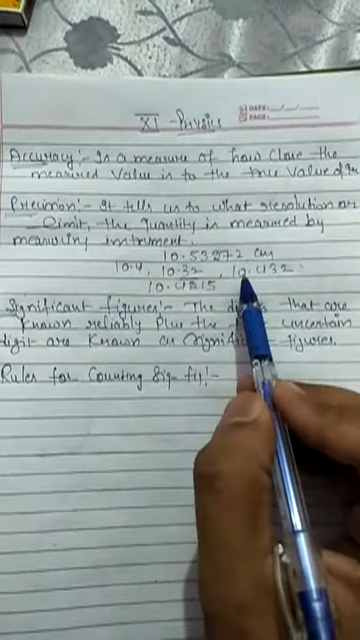 XI - Physics
DATE: __/__/__
PAGE:
Accuracy:- Is a measure of how close the
measured value is to the true value of
Precision:- It tells us to what resolution or
limit, the quantity is measured by
measuring instrument.
10.53272 cm
10.4, 10.32, 10.432
10.4215
Significant figures:- The that are
known reliably plus the uncertain
digit are known as figures.
Rules for Counting Sig fig:-